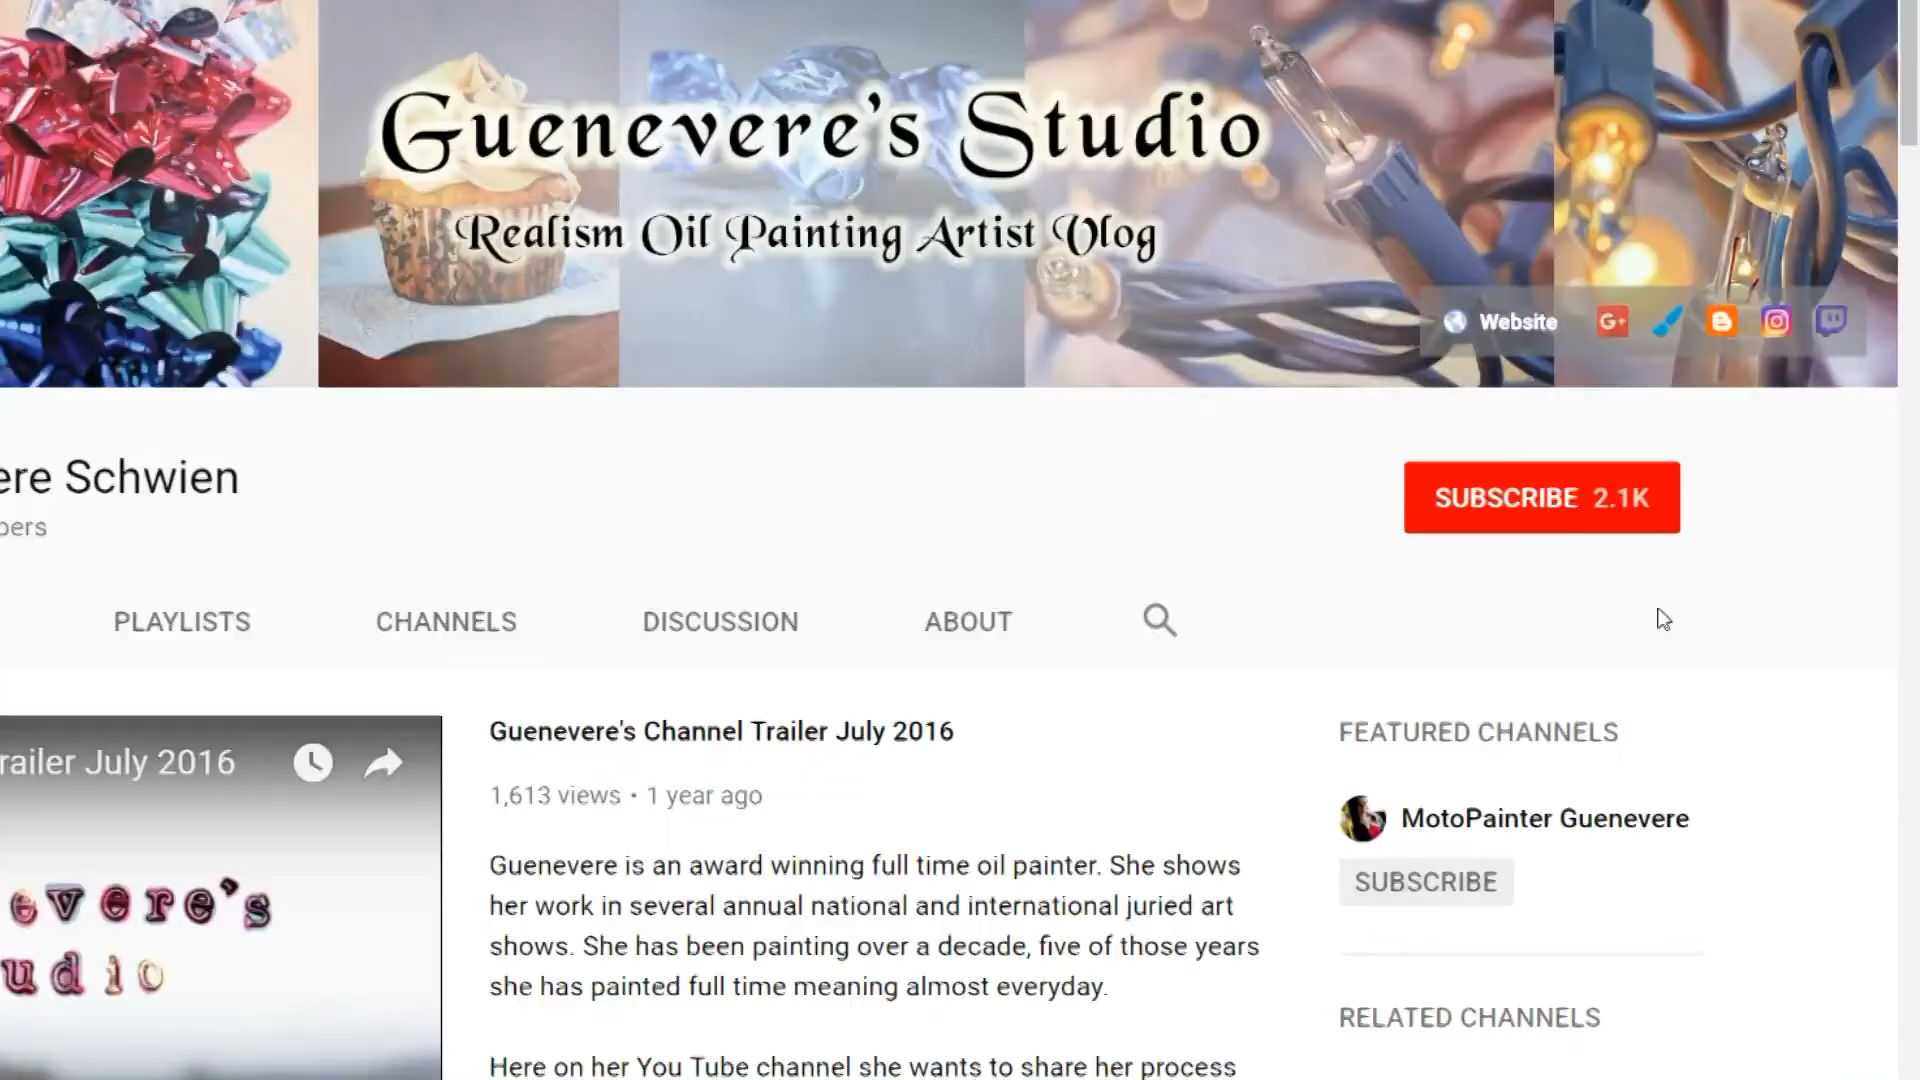 Guenevere's Studio
Realism Oil Painting Artist Vlog
Website
ere Schwien
SUBSCRIBE 2.1K
bers
PLAYLISTS CHANNELS DISCUSSION ABOUT
railer July 2016
evere's
udio
Guenevere's Channel Trailer July 2016
1,613 views • 1 year ago
Guenevere is an award winning full time oil painter. She shows
her work in several annual national and international juried art
shows. She has been painting over a decade, five of those years
she has painted full time meaning almost everyday.
Here on her You Tube channel she wants to share her process
FEATURED CHANNELS
MotoPainter Guenevere
SUBSCRIBE
RELATED CHANNELS